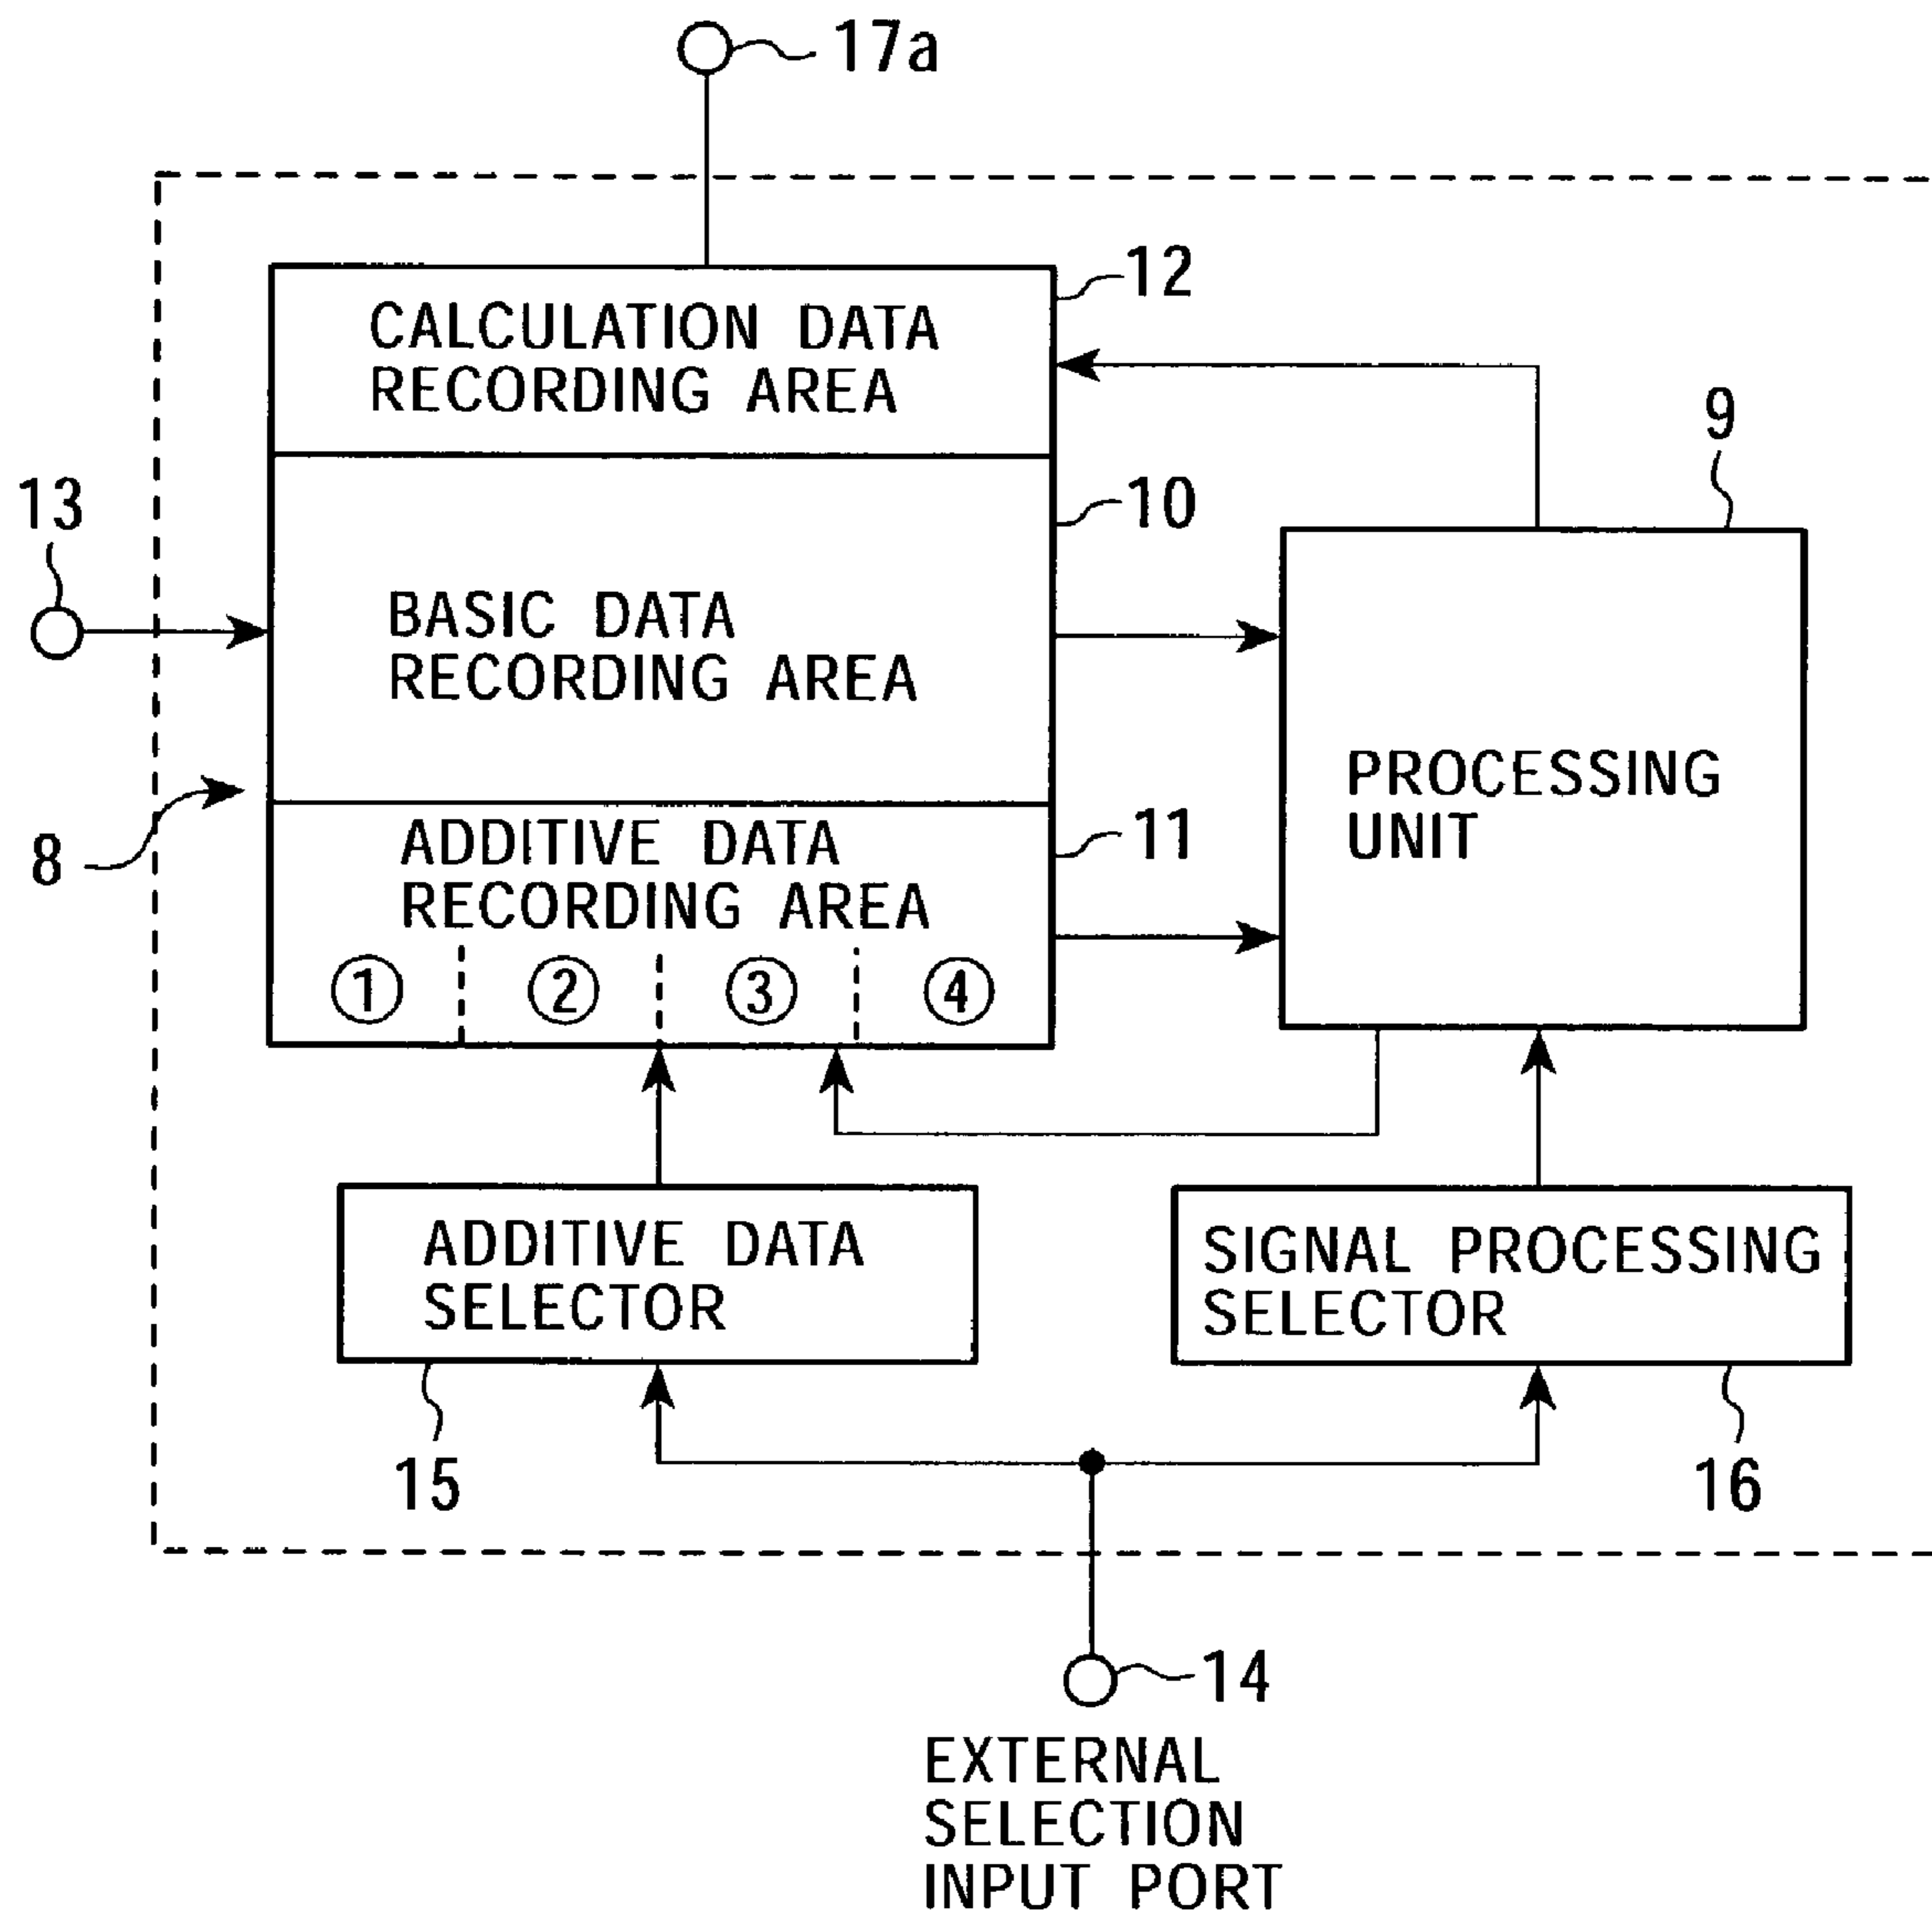 17a
12
CALCULATION DATA
RECORDING AREA
9
13
10
BASIC DATA
RECORDING AREA
PROCESSING
UNIT
8
11
ADDITIVE DATA
RECORDING AREA
① ② ③ ④
ADDITIVE DATA
SELECTOR
SIGNAL PROCESSING
SELECTOR
15
16
14
EXTERNAL
SELECTION
INPUT PORT